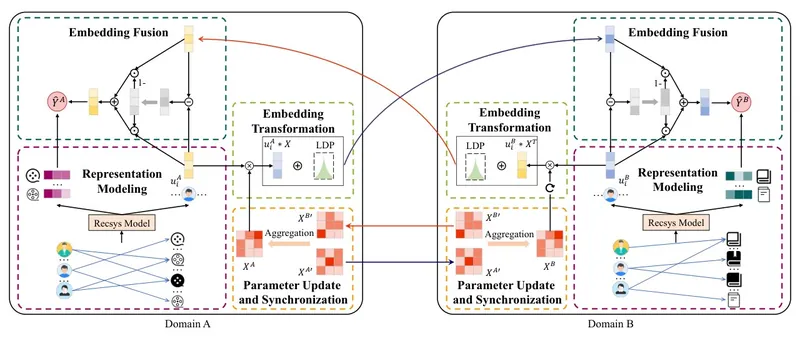 Embedding Fusion
1-
Ŷ^A
Embedding
Transformation
u_i^A * X
LDP
Representation
Modeling
u_i^A
...
...
Recsys Model
...
...
...
...
...
X^B′
Aggregation
X^A
X^A′
Parameter Update
and Synchronization
Domain A
Embedding Fusion
1-
Ŷ^B
Embedding
Transformation
LDP
u_i^B * X^T
Representation
Modeling
u_i^B
...
...
Recsys Model
...
...
...
...
...
X^B′
Aggregation
X^A′
X^B
Parameter Update
and Synchronization
Domain B